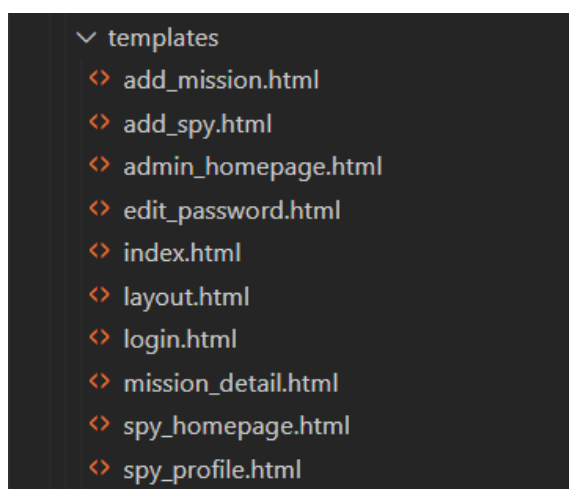 templates
add_mission.html
add_spy.html
admin_homepage.html
edit_password.html
index.html
layout.html
login.html
mission_detail.html
spy_homepage.html
spy_profile.html